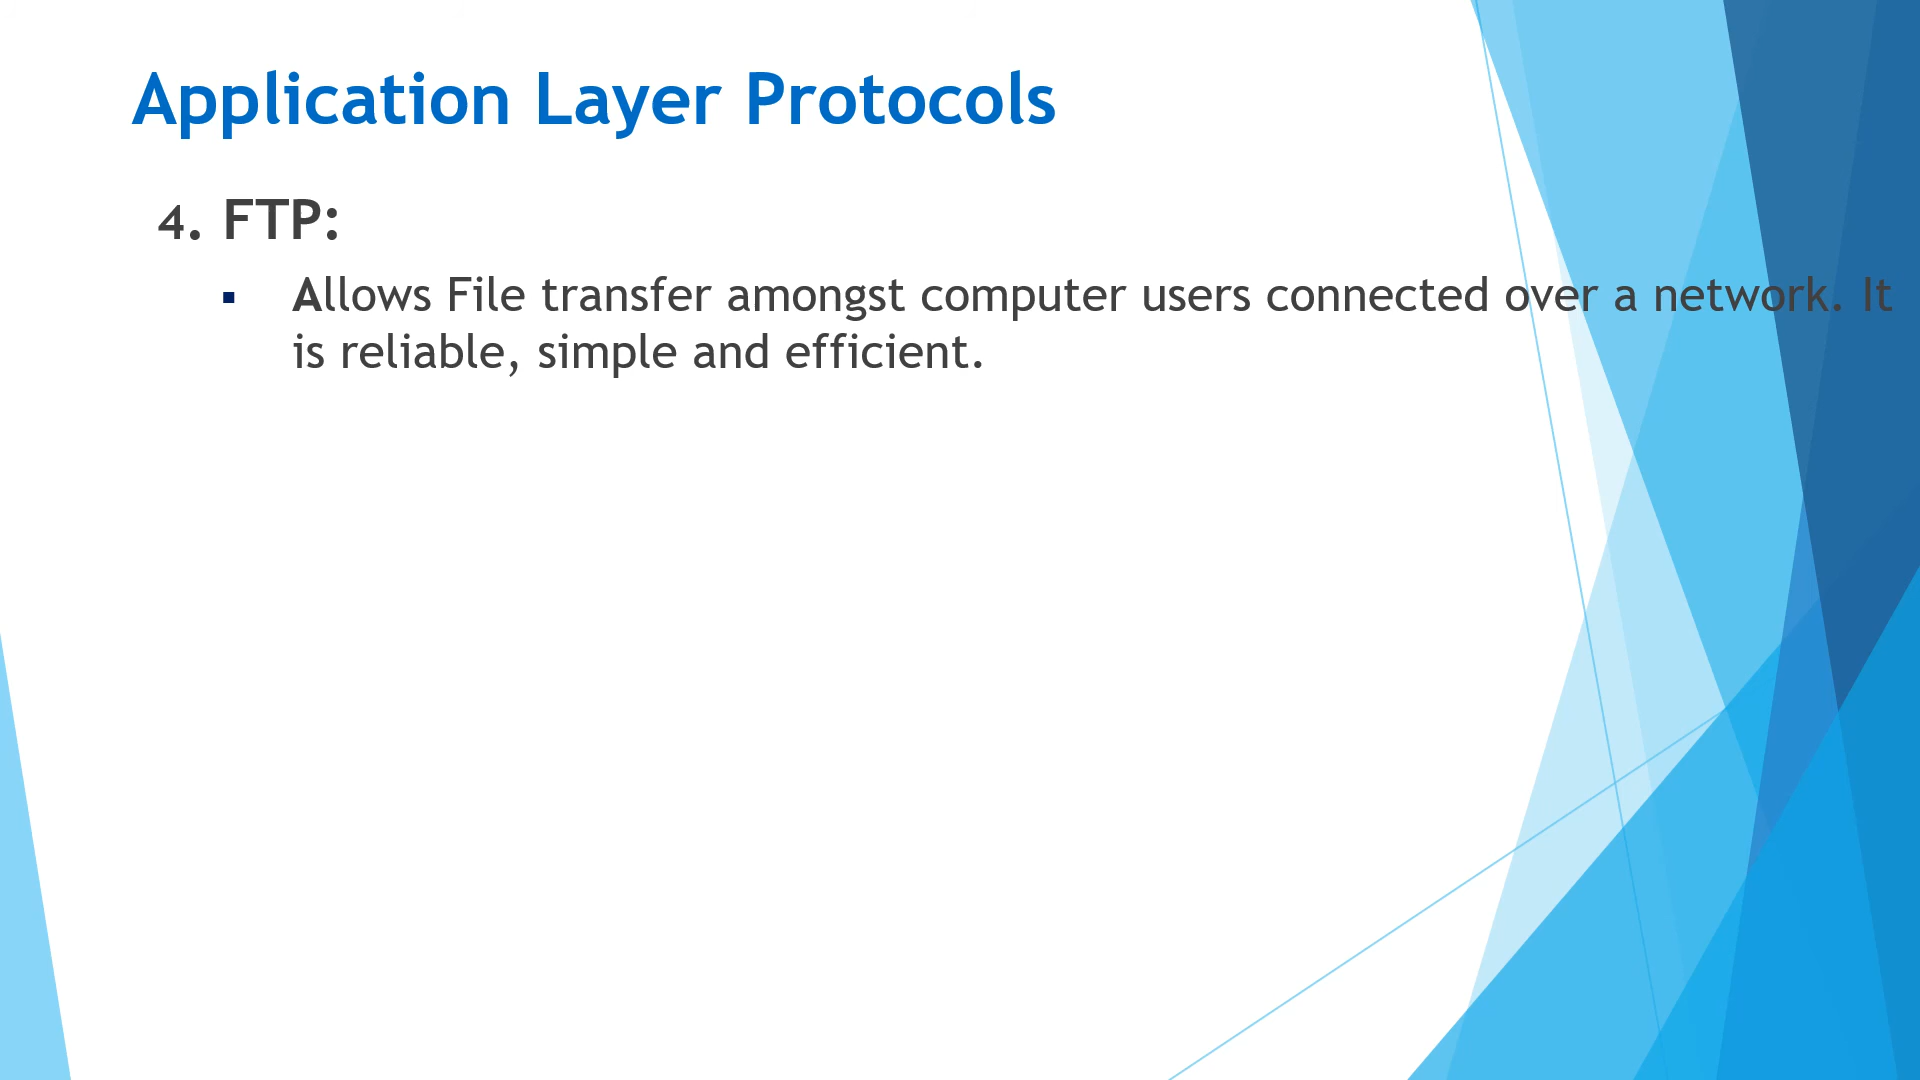 Application Layer Protocols
4. FTP:
▪ Allows File transfer amongst computer users connected over a network. It
is reliable, simple and efficient.